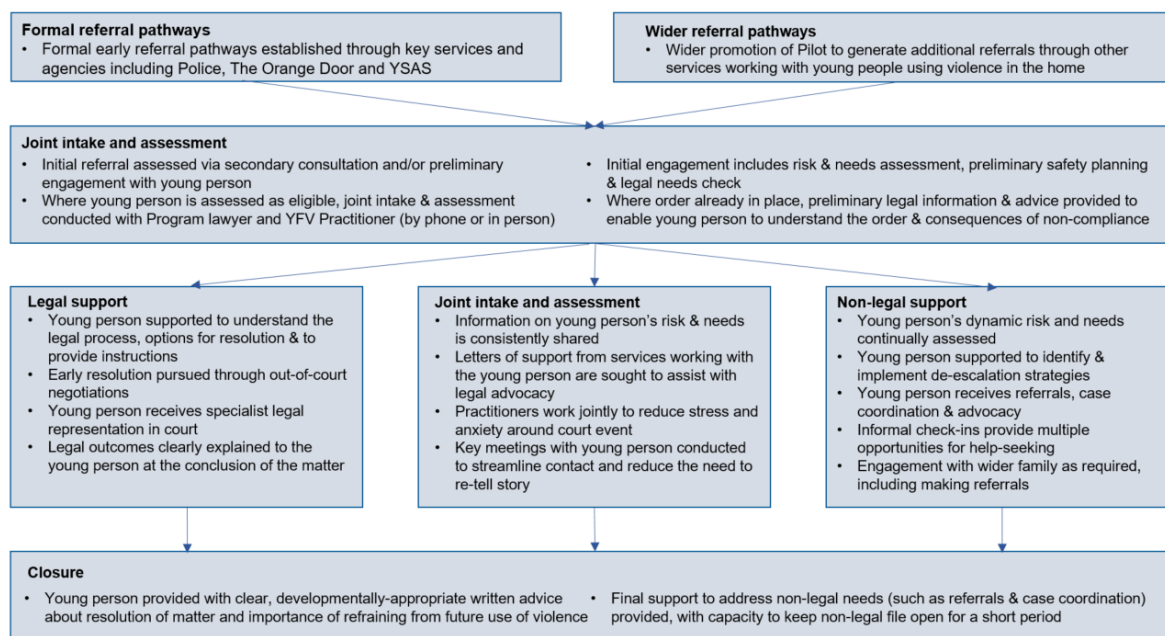 Formal referral pathways
• Formal early referral pathways established through key services and
agencies including Police, The Orange Door and YSAS
Wider referral pathways
• Wider promotion of Pilot to generate additional referrals through other
services working with young people using violence in the home
Joint intake and assessment
• Initial referral assessed via secondary consultation and/or preliminary
engagement with young person
• Where young person is assessed as eligible, joint intake & assessment
conducted with Program lawyer and YFV Practitioner (by phone or in person)
• Initial engagement includes risk & needs assessment, preliminary safety planning
& legal needs check
• Where order already in place, preliminary legal information & advice provided to
enable young person to understand the order & consequences of non-compliance
Legal support
• Young person supported to understand the
legal process, options for resolution & to
provide instructions
• Early resolution pursued through out-of-court
negotiations
• Young person receives specialist legal
representation in court
• Legal outcomes clearly explained to the
young person at the conclusion of the matter
Joint intake and assessment
• Information on young person's risk & needs
is consistently shared
• Letters of support from services working with
the young person are sought to assist with
legal advocacy
• Practitioners work jointly to reduce stress and
anxiety around court event
• Key meetings with young person conducted
to streamline contact and reduce the need to
re-tell story
Non-legal support
• Young person's dynamic risk and needs
continually assessed
• Young person supported to identify &
implement de-escalation strategies
• Young person receives referrals, case
coordination & advocacy
• Informal check-ins provide multiple
opportunities for help-seeking
• Engagement with wider family as required,
including making referrals
Closure
• Young person provided with clear, developmentally-appropriate written advice
about resolution of matter and importance of refraining from future use of violence
• Final support to address non-legal needs (such as referrals & case coordination)
provided, with capacity to keep non-legal file open for a short period